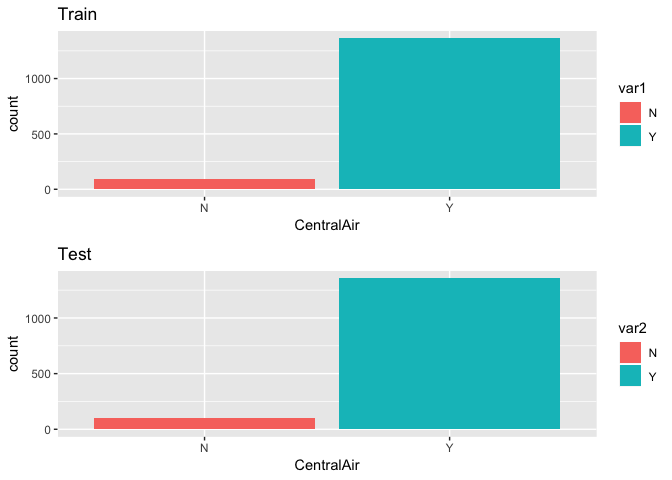 Train
1000
500
0
count
N
Y
CentralAir
var1
N
Y
Test
1000
500
0
count
N
Y
CentralAir
var2
N
Y